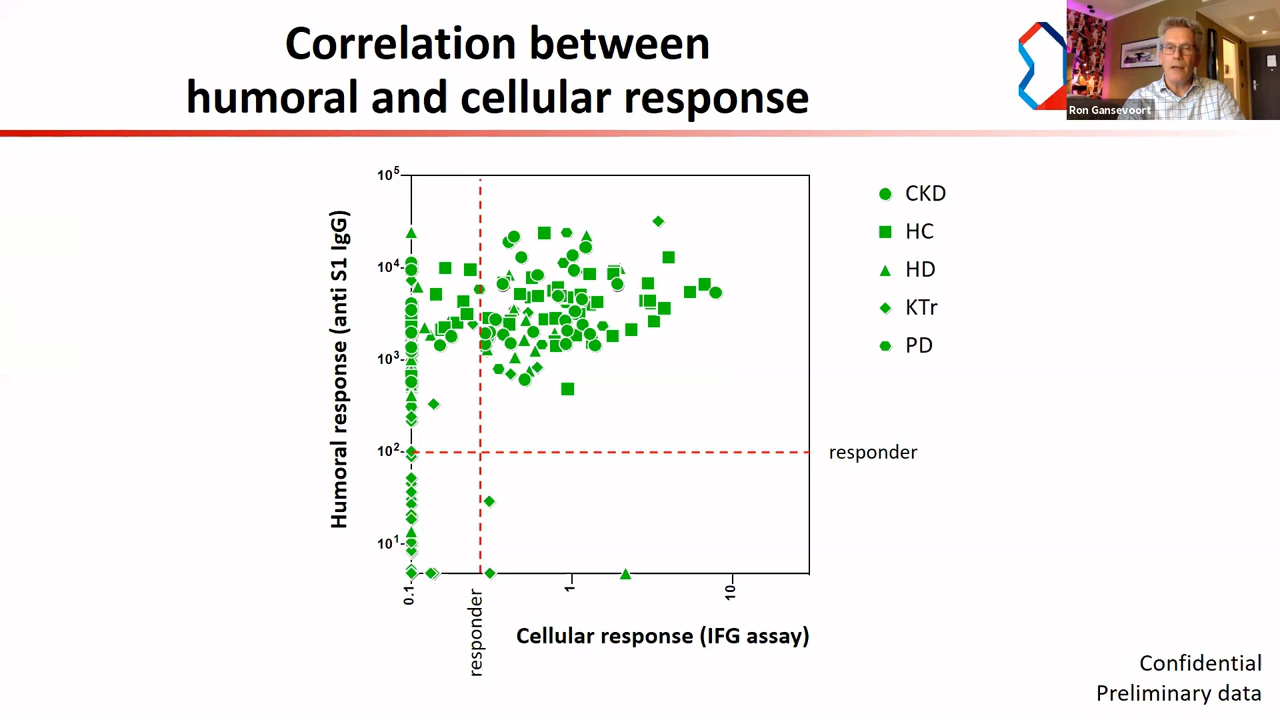 Correlation between
humoral and cellular response
Ron Gansevoort
Humoral response (anti S1 IgG)
10⁵
10⁴
10³
10²
10¹
0.1
1
10
responder
responder
Cellular response (IFG assay)
CKD
HC
HD
KTr
PD
Confidential
Preliminary data